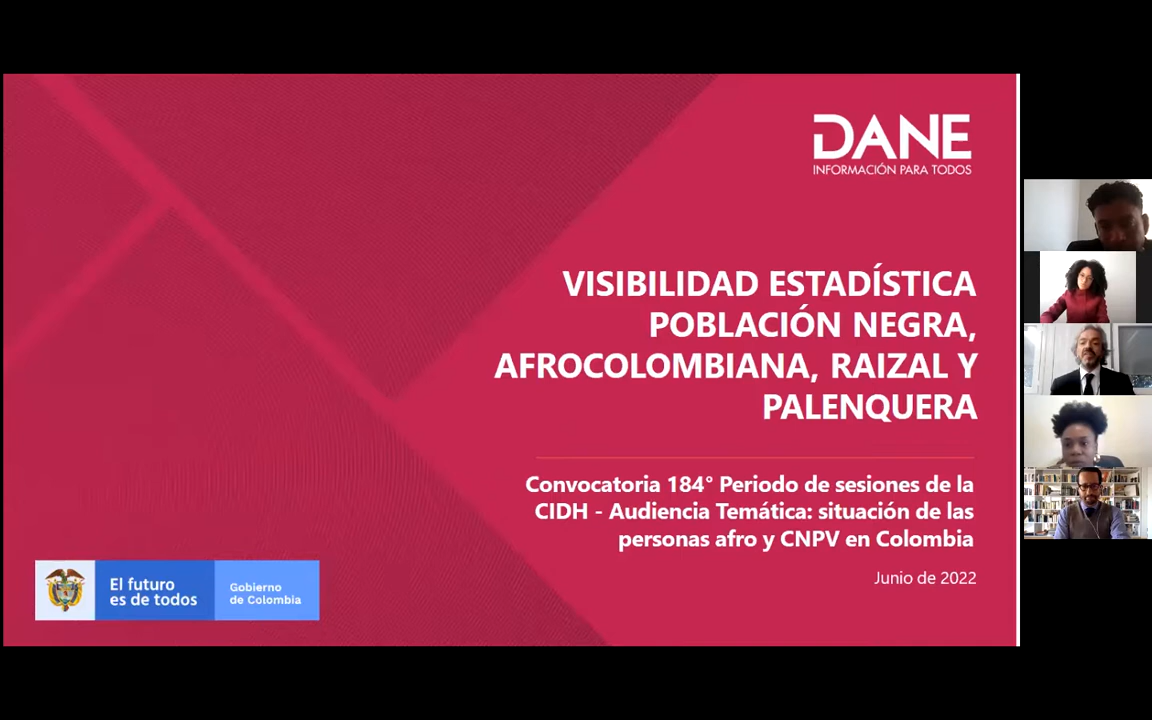 DANE
INFORMACIÓN PARA TODOS
VISIBILIDAD ESTADÍSTICA
POBLACIÓN NEGRA,
AFROCOLOMBIANA, RAIZAL Y
PALENQUERA
Convocatoria 184° Periodo de sesiones de la
CIDH - Audiencia Temática: situación de las
personas afro y CNPV en Colombia
Junio de 2022
El futuro
es de todos
Gobierno
de Colombia